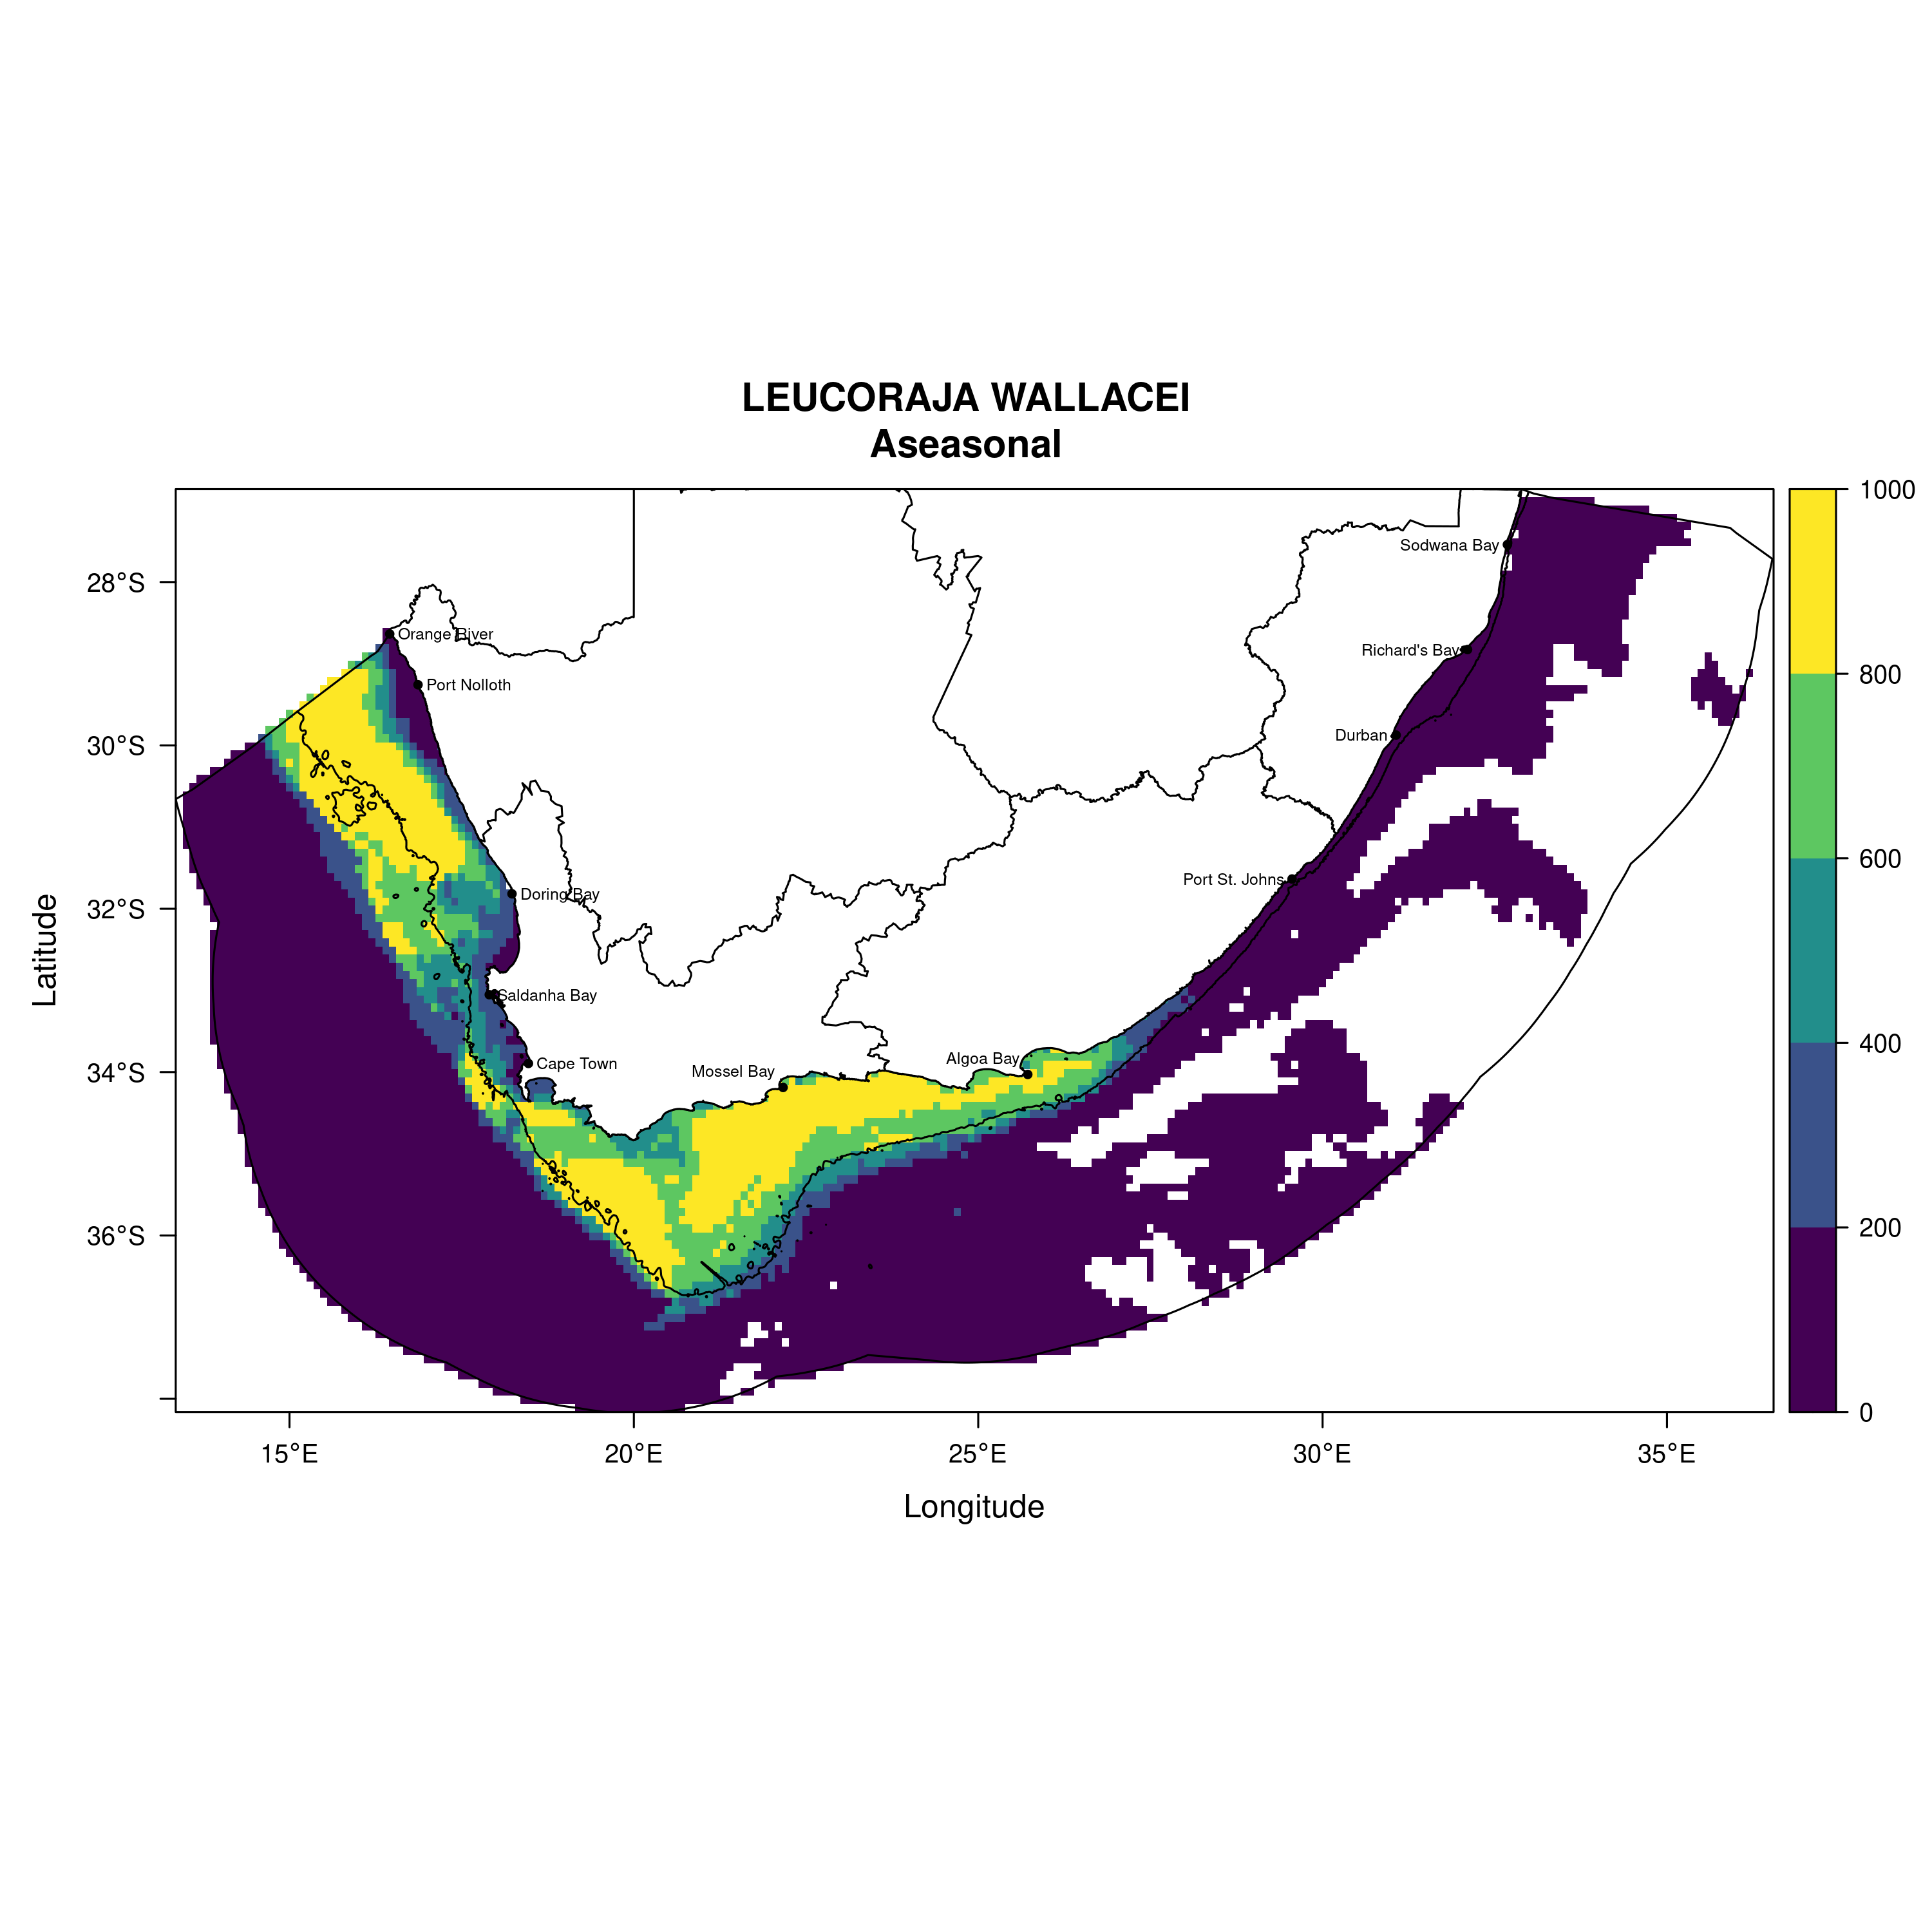 LEUCORAJA WALLACEI
Aseasonal
1000
800
600
400
200
0
28°S
30°S
32°S
34°S
36°S
Latitude
Sodwana Bay
Orange River
Richard's Bay
Port Nolloth
Durban
Port St. Johns
Doring Bay
Saldanha Bay
Algoa Bay
Cape Town
Mossel Bay
15°E
20°E
25°E
30°E
35°E
Longitude